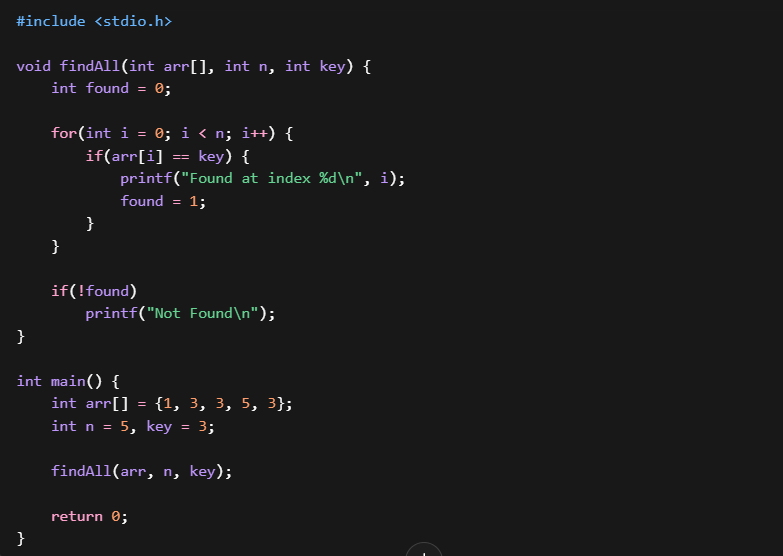 #include <stdio.h>
void findAll(int arr[], int n, int key) {
    int found = 0;
    for(int i = 0; i < n; i++) {
        if(arr[i] == key) {
            printf("Found at index %d\n", i);
            found = 1;
        }
    }
    if(!found)
        printf("Not Found\n");
}
int main() {
    int arr[] = {1, 3, 3, 5, 3};
    int n = 5, key = 3;
    findAll(arr, n, key);
    return 0;
}